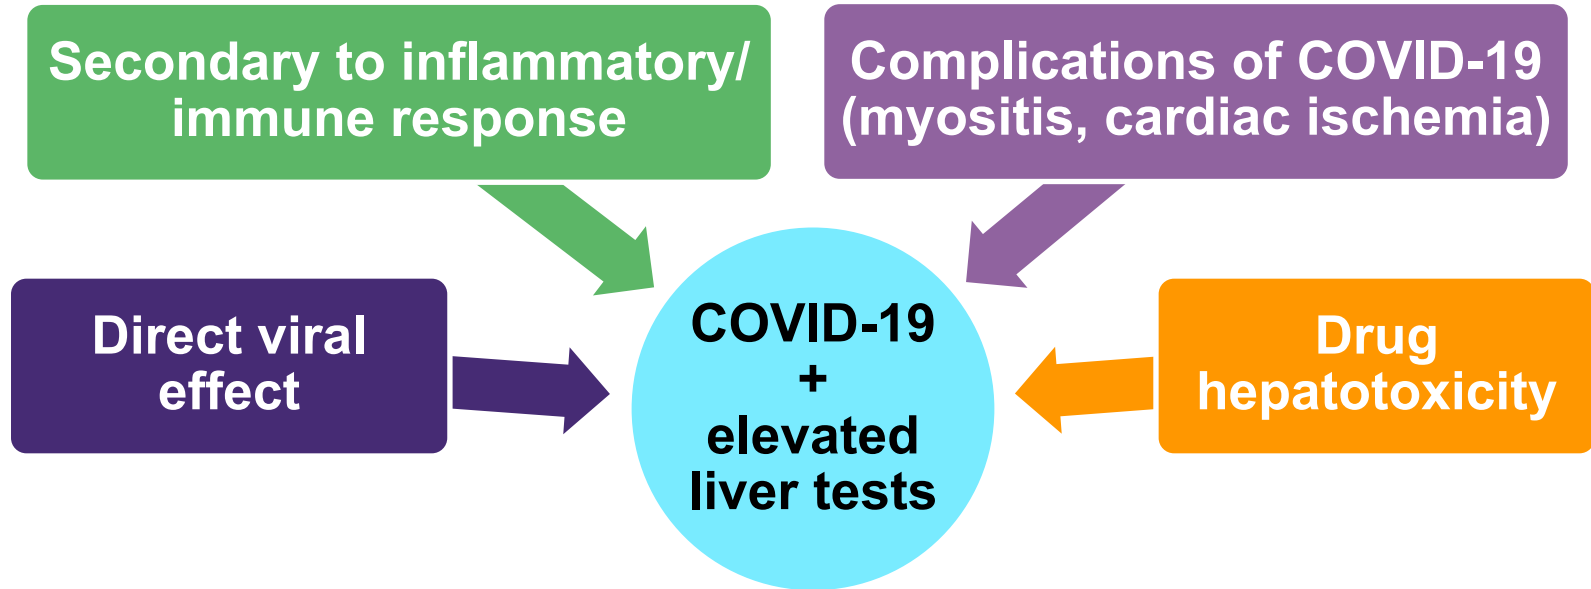 Secondary to inflammatory/
immune response
Complications of COVID-19
(myositis, cardiac ischemia)
Direct viral
effect
COVID-19
+
elevated
liver tests
Drug
hepatotoxicity